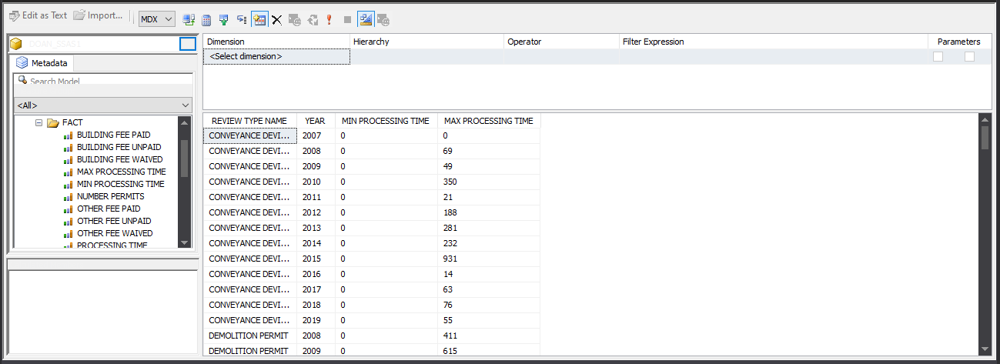 Edit as Text Import... MDX
DOAN_SSAS1
Metadata
Search Model
<All>
FACT
BUILDING FEE PAID
BUILDING FEE UNPAID
BUILDING FEE WAIVED
MAX PROCESSING TIME
MIN PROCESSING TIME
NUMBER PERMITS
OTHER FEE PAID
OTHER FEE UNPAID
OTHER FEE WAIVED
PROCESSING TIME
Dimension Hierarchy Operator Filter Expression Parameters
<Select dimension>
REVIEW TYPE NAME YEAR MIN PROCESSING TIME MAX PROCESSING TIME
CONVEYANCE DEVI... 2007 0 0
CONVEYANCE DEVI... 2008 0 69
CONVEYANCE DEVI... 2009 0 49
CONVEYANCE DEVI... 2010 0 350
CONVEYANCE DEVI... 2011 0 21
CONVEYANCE DEVI... 2012 0 188
CONVEYANCE DEVI... 2013 0 281
CONVEYANCE DEVI... 2014 0 232
CONVEYANCE DEVI... 2015 0 931
CONVEYANCE DEVI... 2016 0 14
CONVEYANCE DEVI... 2017 0 63
CONVEYANCE DEVI... 2018 0 76
CONVEYANCE DEVI... 2019 0 55
DEMOLITION PERMIT 2008 0 411
DEMOLITION PERMIT 2009 0 615